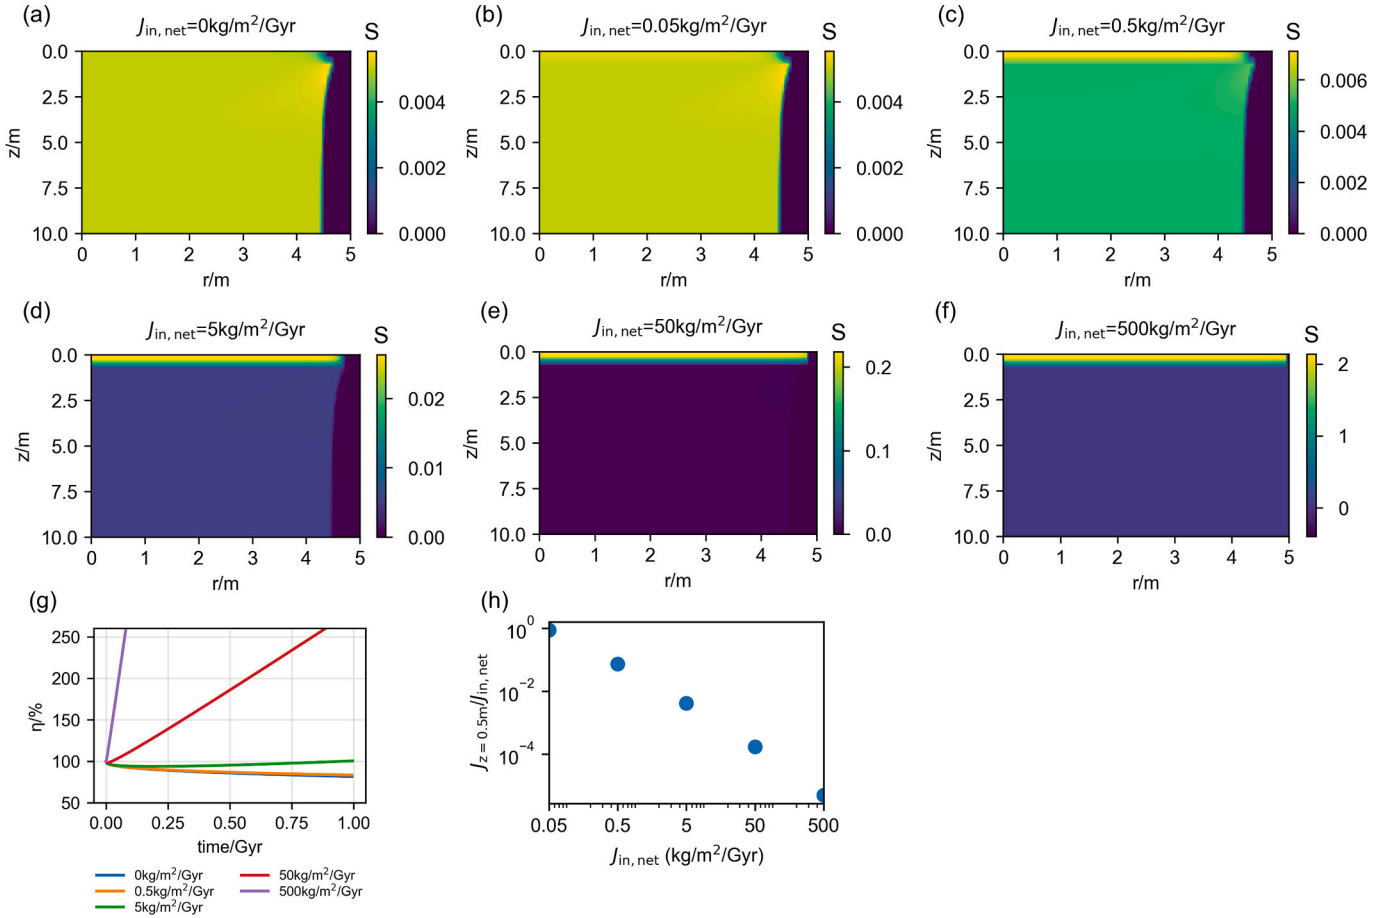 (a)
J_in, net=0kg/m²/Gyr
S
0.0
2.5
5.0
7.5
10.0
z/m
0 1 2 3 4 5
r/m
0.004
0.002
0.000
(b)
J_in, net=0.05kg/m²/Gyr
S
0.0
2.5
5.0
7.5
10.0
z/m
0 1 2 3 4 5
r/m
0.004
0.002
0.000
(c)
J_in, net=0.5kg/m²/Gyr
S
0.0
2.5
5.0
7.5
10.0
z/m
0 1 2 3 4 5
r/m
0.006
0.004
0.002
0.000
(d)
J_in, net=5kg/m²/Gyr
S
0.0
2.5
5.0
7.5
10.0
z/m
0 1 2 3 4 5
r/m
0.02
0.01
0.00
(e)
J_in, net=50kg/m²/Gyr
S
0.0
2.5
5.0
7.5
10.0
z/m
0 1 2 3 4 5
r/m
0.2
0.1
0.0
(f)
J_in, net=500kg/m²/Gyr
S
0.0
2.5
5.0
7.5
10.0
z/m
0 1 2 3 4 5
r/m
2
1
0
(g)
250
200
150
100
50
η/%
0.00 0.25 0.50 0.75 1.00
time/Gyr
0kg/m²/Gyr
0.5kg/m²/Gyr
5kg/m²/Gyr
50kg/m²/Gyr
500kg/m²/Gyr
(h)
10⁰
10⁻²
10⁻⁴
J_z = 0.5m/J_in, net
0.05 0.5 5 50 500
J_in, net (kg/m²/Gyr)